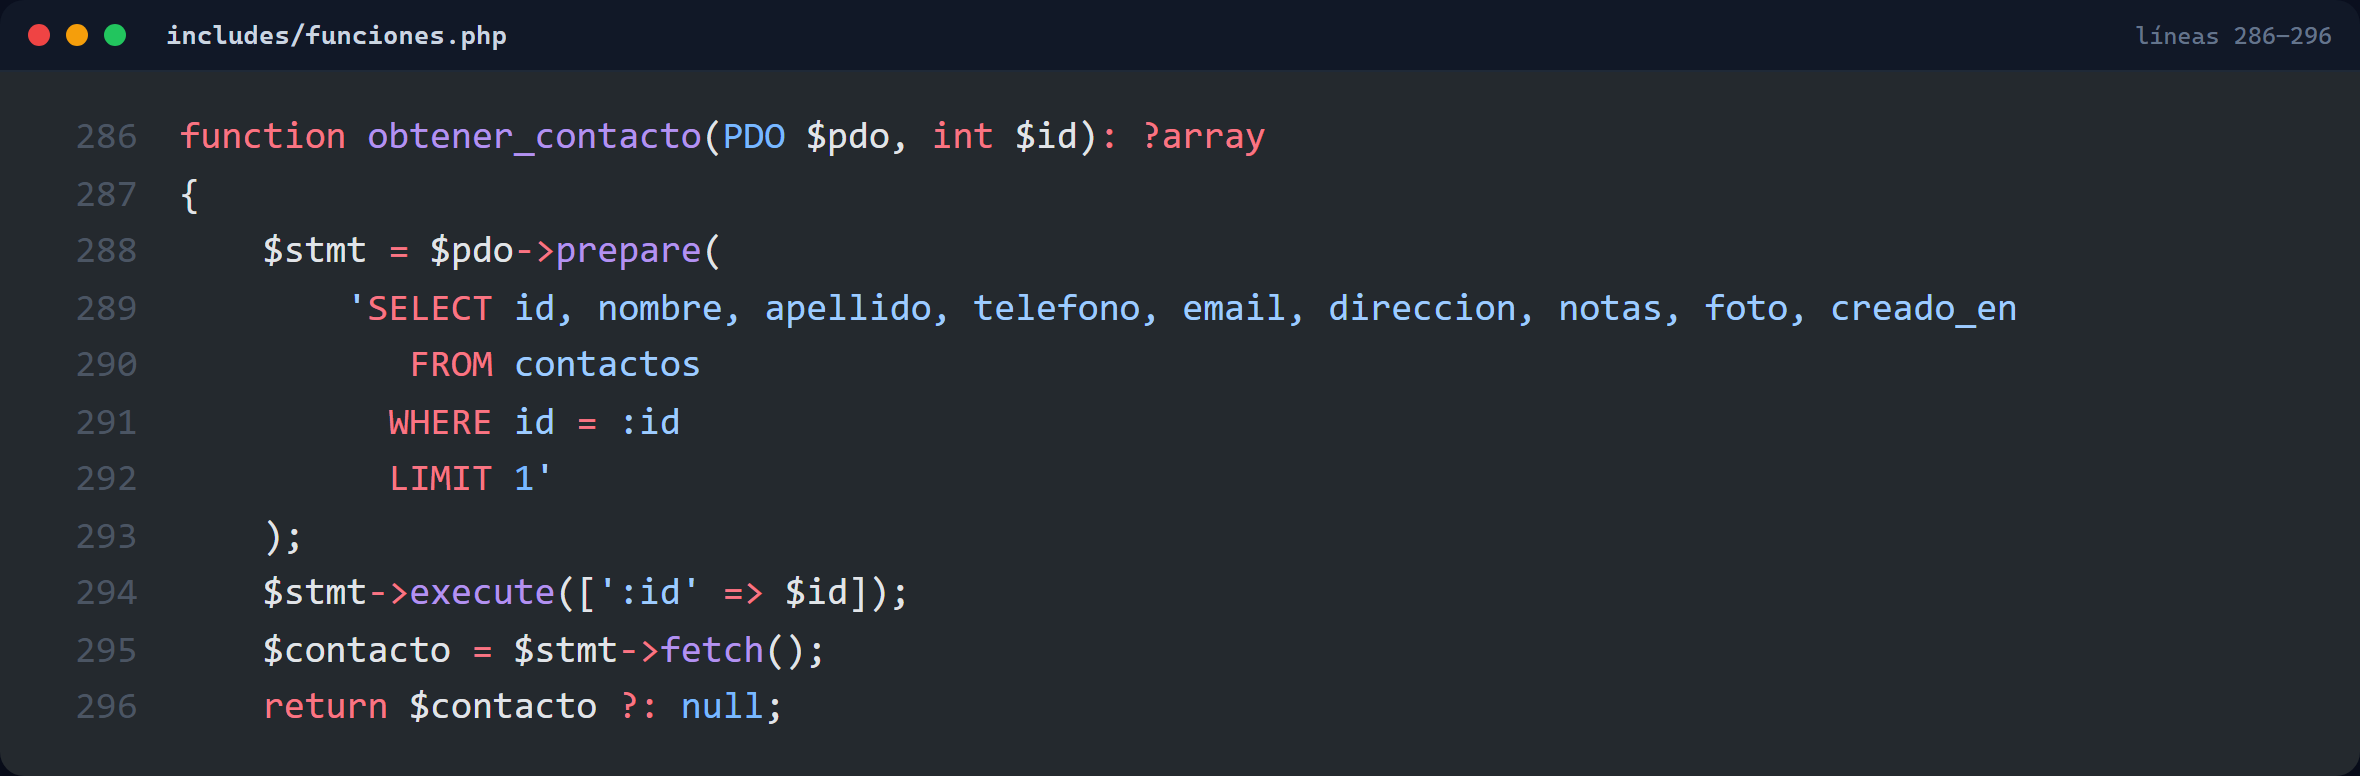 includes/funciones.php
líneas 286–296
286 function obtener_contacto(PDO $pdo, int $id): ?array
287 {
288     $stmt = $pdo->prepare(
289         'SELECT id, nombre, apellido, telefono, email, direccion, notas, foto, creado_en
290            FROM contactos
291           WHERE id = :id
292           LIMIT 1'
293     );
294     $stmt->execute([':id' => $id]);
295     $contacto = $stmt->fetch();
296     return $contacto ?: null;